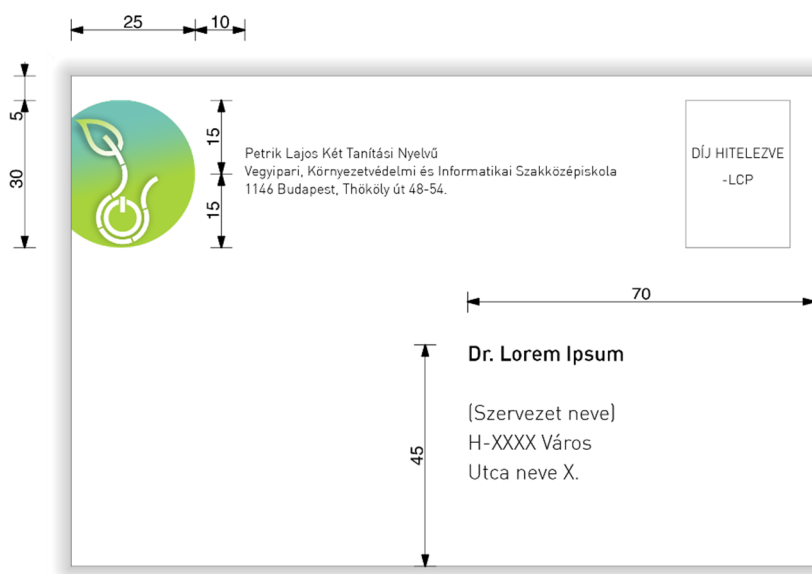 25
10
5
30
15
15
Petrik Lajos Két Tanítási Nyelvű
Vegyipari, Környezetvédelmi és Informatikai Szakközépiskola
1146 Budapest, Thököly út 48-54.
DÍJ HITELEZVE
-LCP
70
45
Dr. Lorem Ipsum
(Szervezet neve)
H-XXXX Város
Utca neve X.